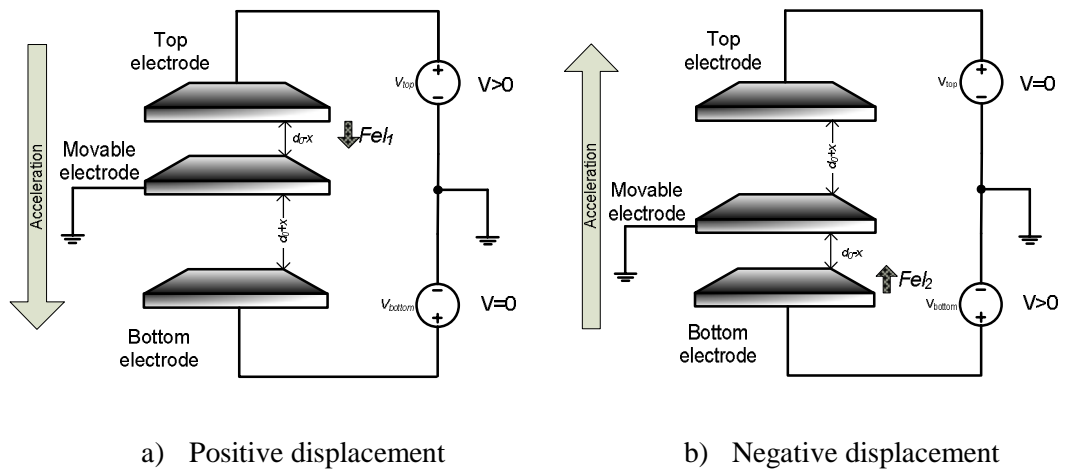 Top
electrode
Vtop
+
−
V>0
d0-x
Fel1
Movable
electrode
Acceleration
d0+x
Vbottom
−
+
V=0
Bottom
electrode
a) Positive displacement
Top
electrode
Vtop
+
−
V=0
d0+x
Movable
electrode
Acceleration
d0-x
Fel2
Vbottom
−
+
V>0
Bottom
electrode
b) Negative displacement